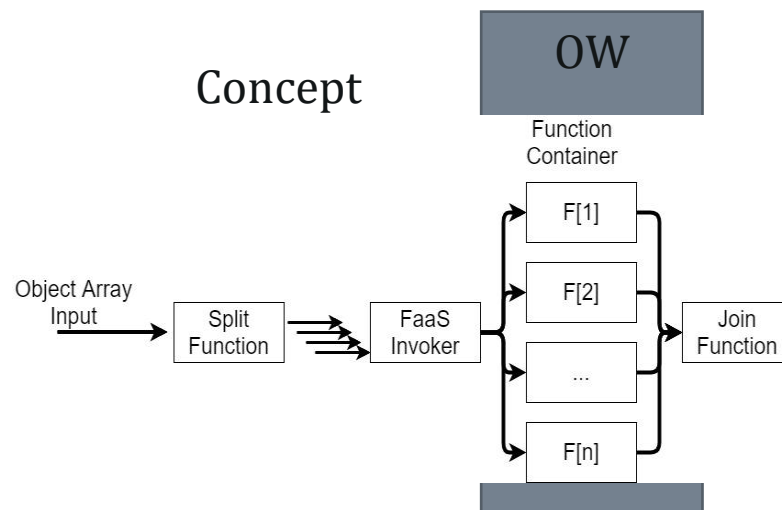 Concept
OW
Function
Container
F[1]
Object Array
Input
Split
Function
FaaS
Invoker
F[2]
...
F[n]
Join
Function